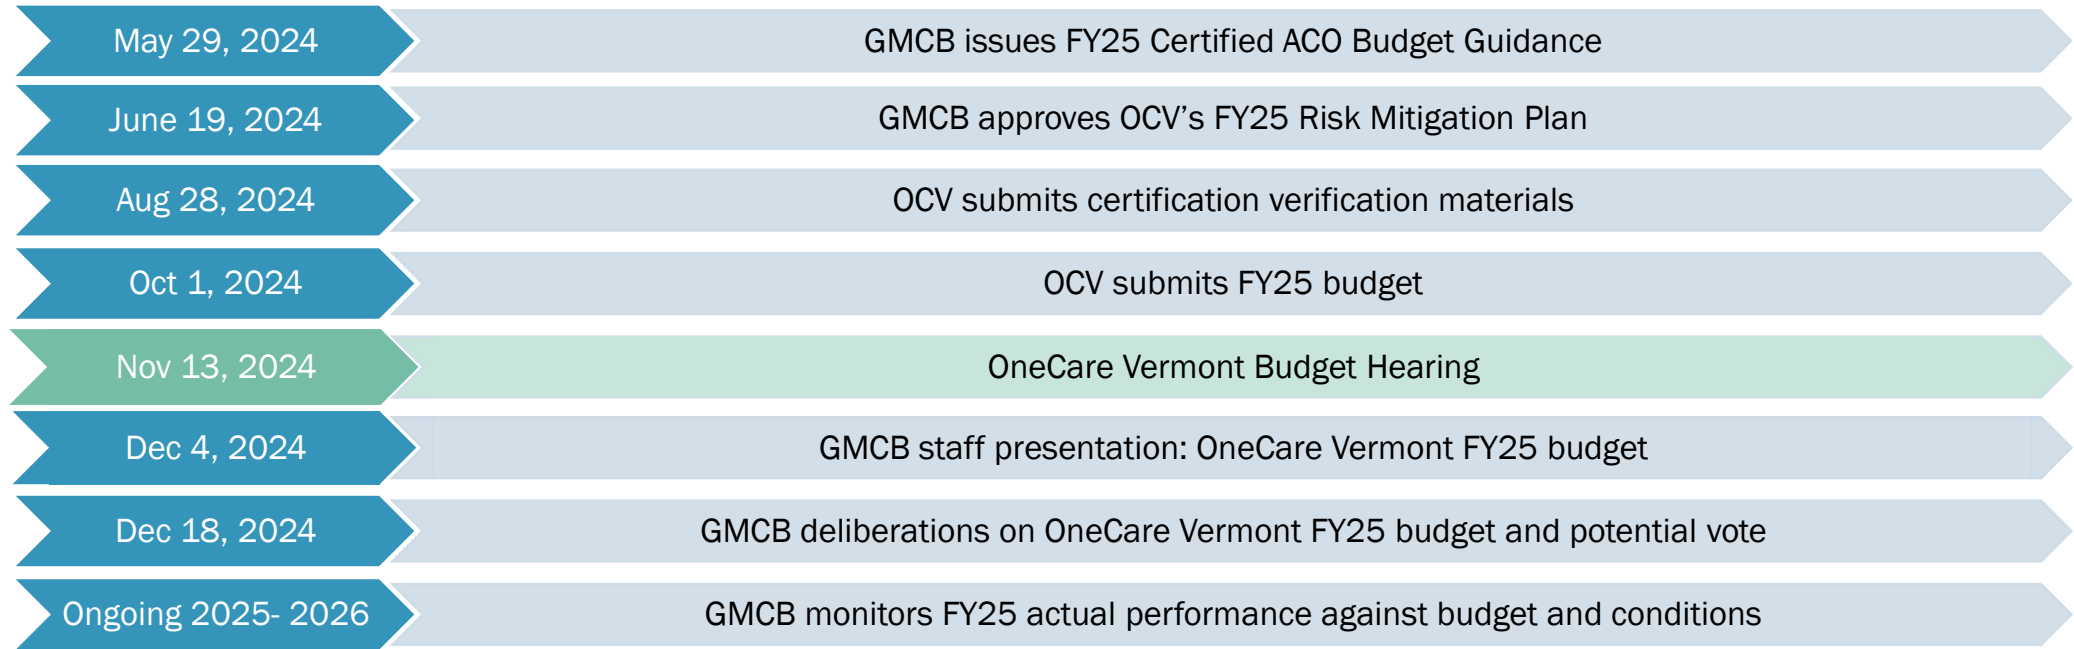 May 29, 2024 GMCB issues FY25 Certified ACO Budget Guidance
June 19, 2024 GMCB approves OCV’s FY25 Risk Mitigation Plan
Aug 28, 2024 OCV submits certification verification materials
Oct 1, 2024 OCV submits FY25 budget
Nov 13, 2024 OneCare Vermont Budget Hearing
Dec 4, 2024 GMCB staff presentation: OneCare Vermont FY25 budget
Dec 18, 2024 GMCB deliberations on OneCare Vermont FY25 budget and potential vote
Ongoing 2025- 2026 GMCB monitors FY25 actual performance against budget and conditions